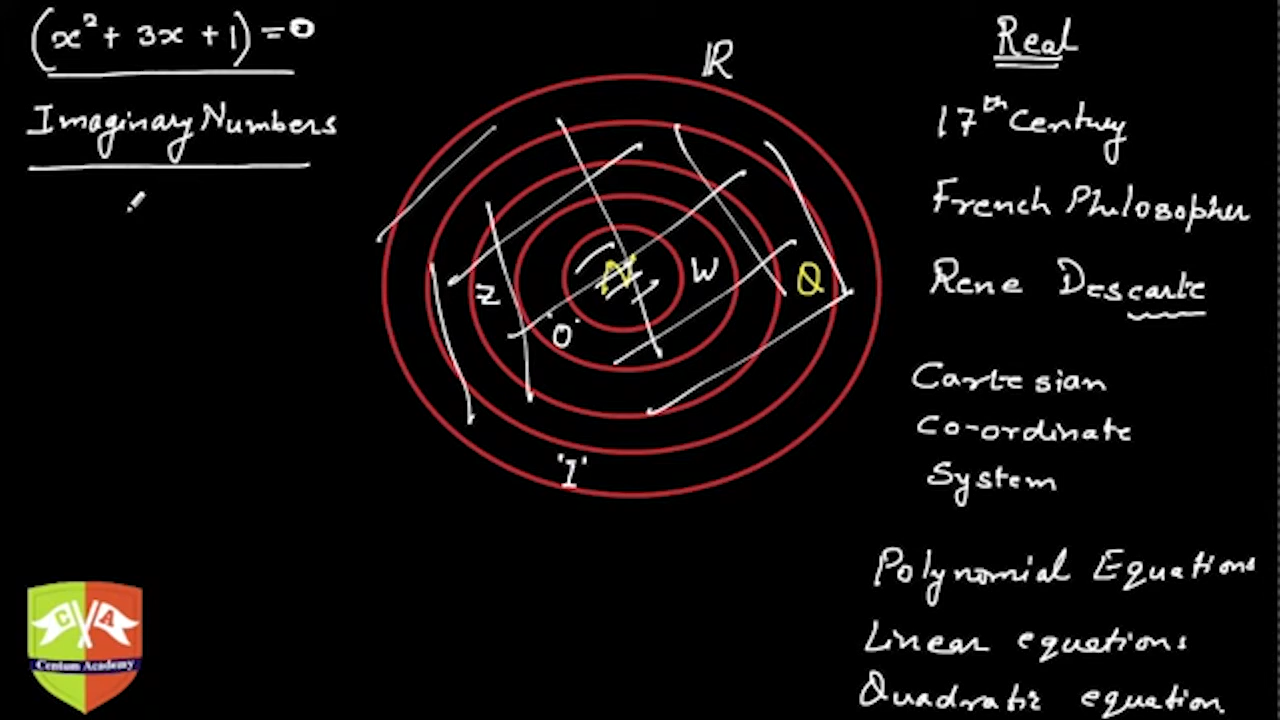 (x² + 3x + 1) = 0
Imaginary Numbers
R
N
W
Z
'0'
Q
'I'
Real
17th Century
French Philosopher
Rene Descarte
Cartesian
Co-ordinate
System
Polynomial Equations
Linear equations
Quadratic equation
C A
Centum Academy